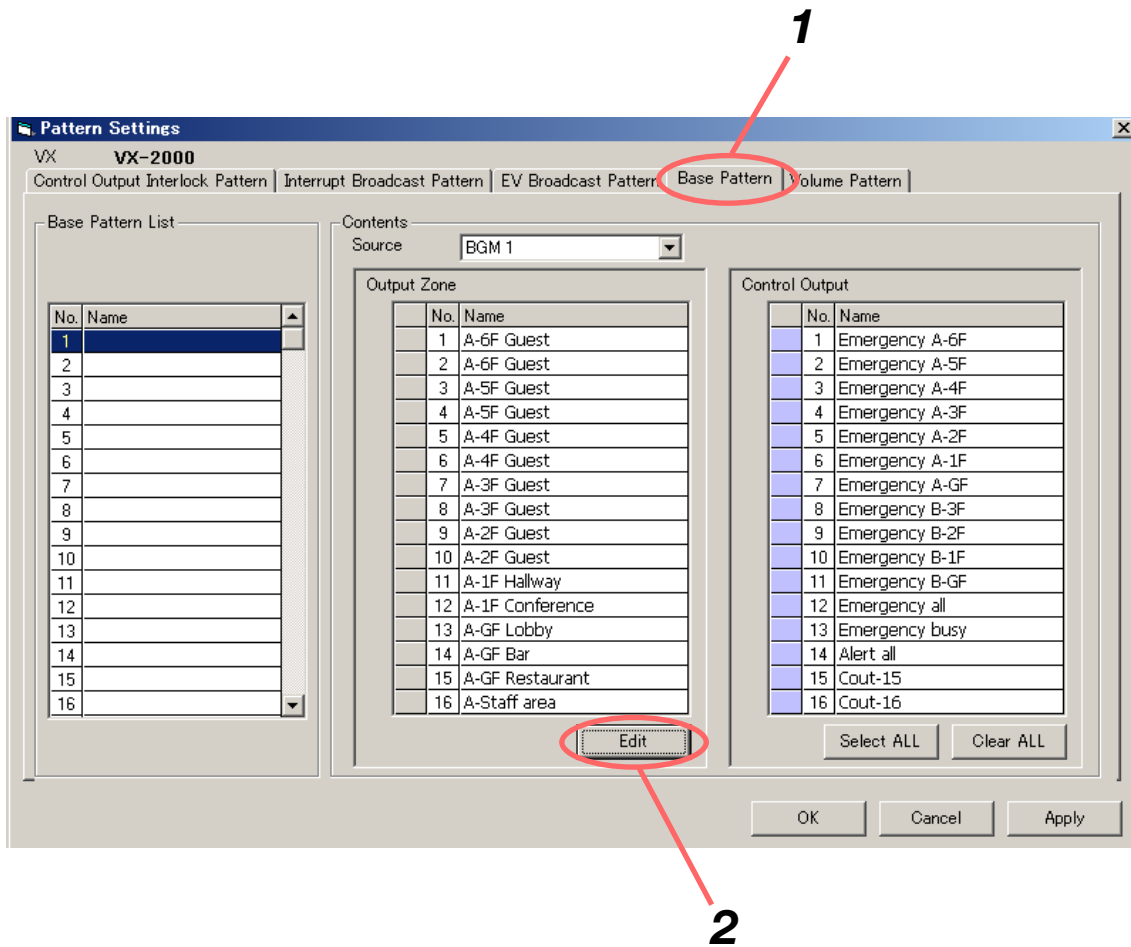 1
Pattern Settings
VX VX-2000
Control Output Interlock Pattern Interrupt Broadcast Pattern EV Broadcast Pattern Base Pattern Volume Pattern
Base Pattern List
No. Name
1
2
3
4
5
6
7
8
9
10
11
12
13
14
15
16
Contents
Source BGM 1
Output Zone
No. Name
1 A-6F Guest
2 A-6F Guest
3 A-5F Guest
4 A-5F Guest
5 A-4F Guest
6 A-4F Guest
7 A-3F Guest
8 A-3F Guest
9 A-2F Guest
10 A-2F Guest
11 A-1F Hallway
12 A-1F Conference
13 A-GF Lobby
14 A-GF Bar
15 A-GF Restaurant
16 A-Staff area
Edit
Control Output
No. Name
1 Emergency A-6F
2 Emergency A-5F
3 Emergency A-4F
4 Emergency A-3F
5 Emergency A-2F
6 Emergency A-1F
7 Emergency A-GF
8 Emergency B-3F
9 Emergency B-2F
10 Emergency B-1F
11 Emergency B-GF
12 Emergency all
13 Emergency busy
14 Alert all
15 Cout-15
16 Cout-16
Select ALL Clear ALL
OK Cancel Apply
2